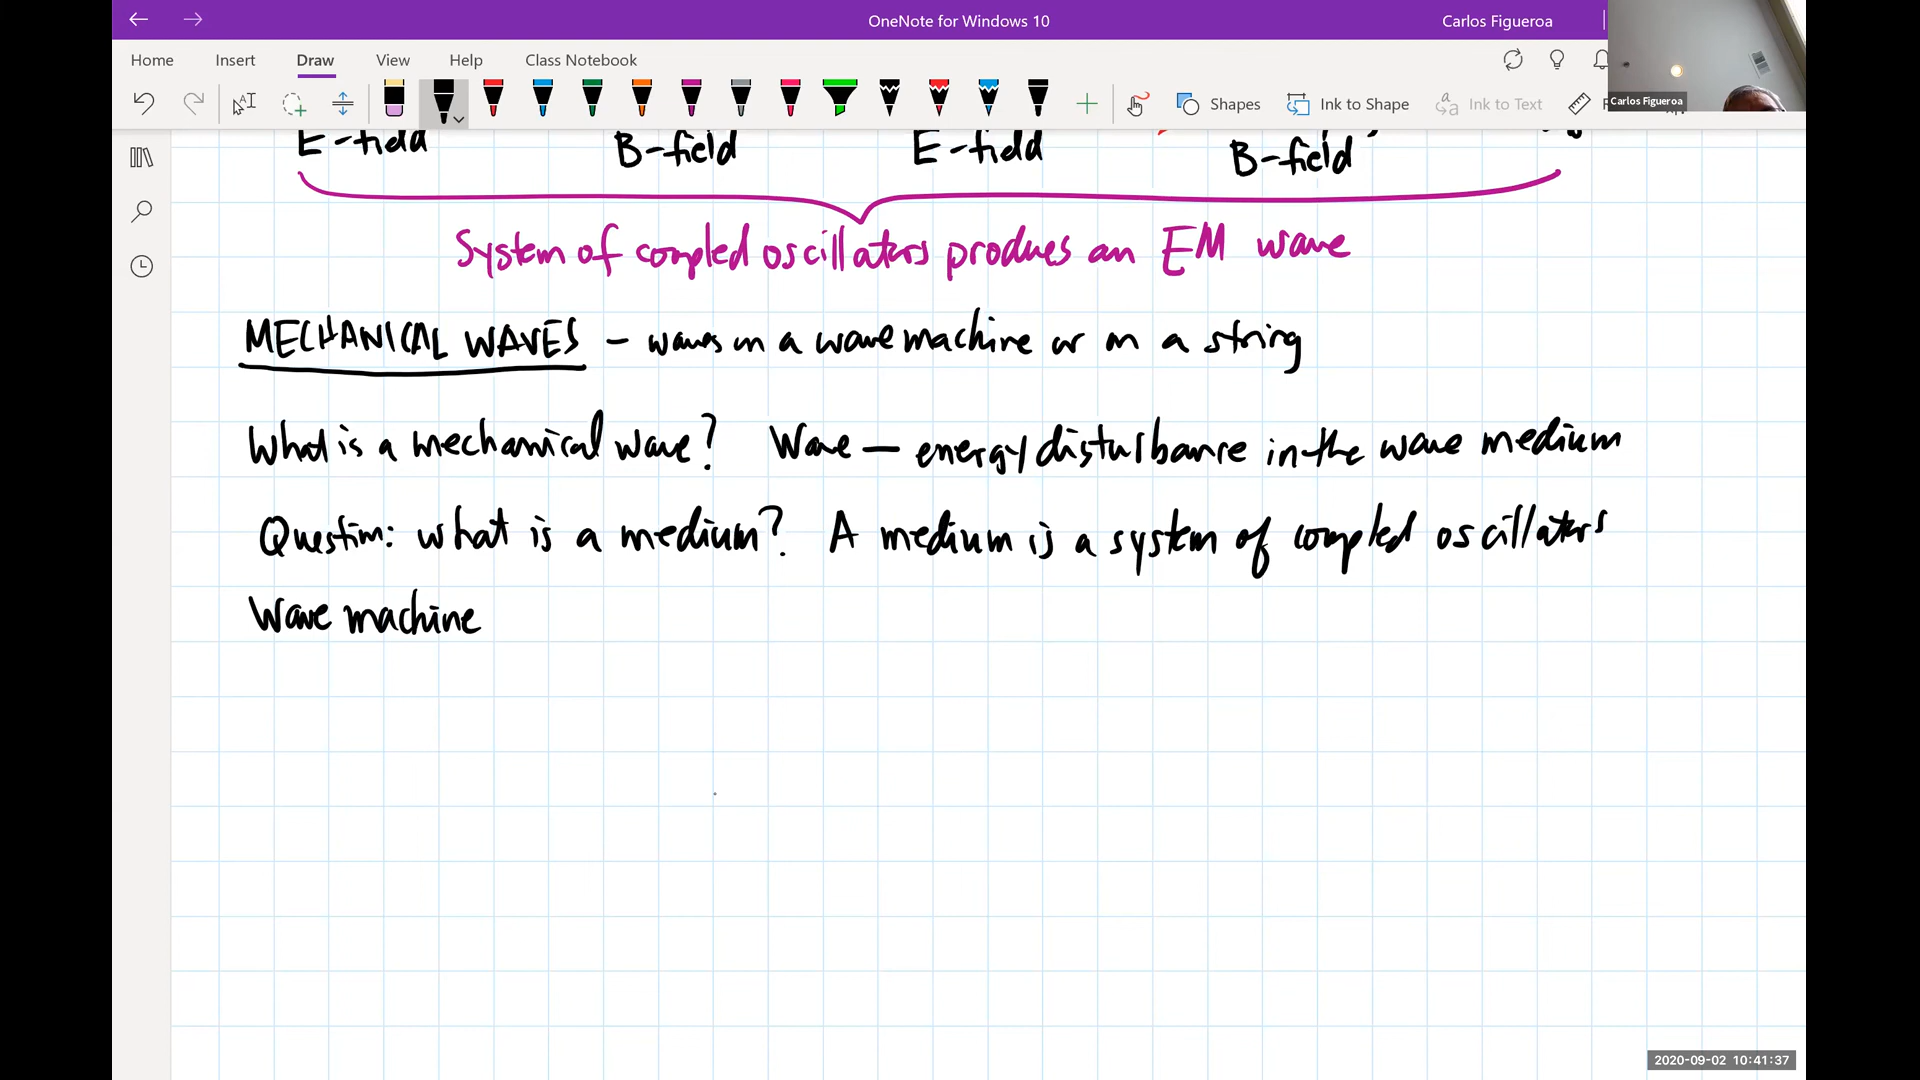 OneNote for Windows 10
Carlos Figueroa
Home Insert Draw View Help Class Notebook
Shapes Ink to Shape Ink to Text
Carlos Figueroa
E-field B-field E-field B-field
System of coupled oscillators produces an EM wave
MECHANICAL WAVES - waves in a wave machine or on a string
What is a mechanical wave? Wave — energy disturbance in the wave medium
Question: what is a medium? A medium is a system of coupled oscillators
Wave machine
2020-09-02 10:41:37